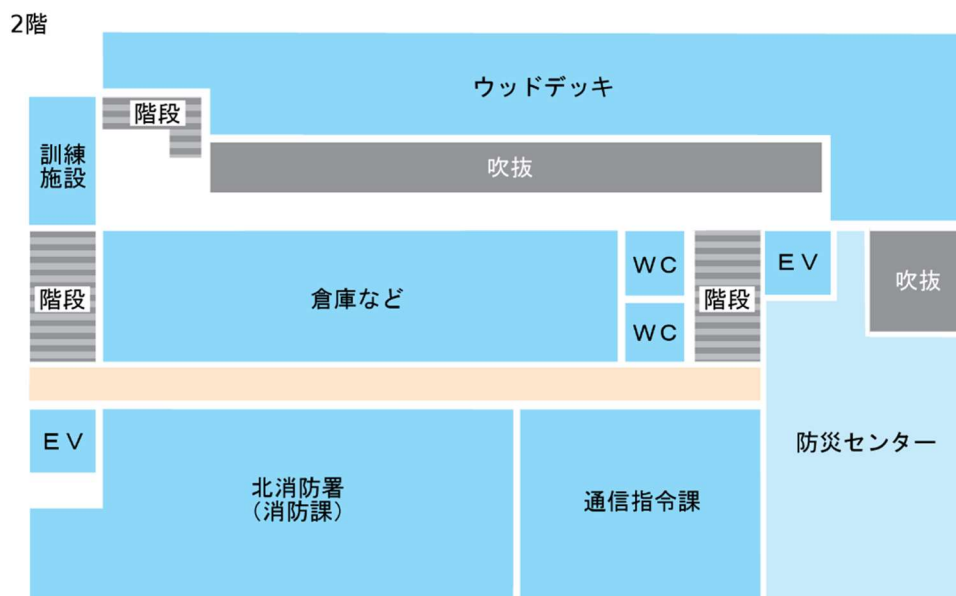 2階
ウッドデッキ
階段
訓練
施設
吹抜
階段
倉庫など
WC
WC
階段
EV
吹抜
EV
北消防署
(消防課)
通信指令課
防災センター